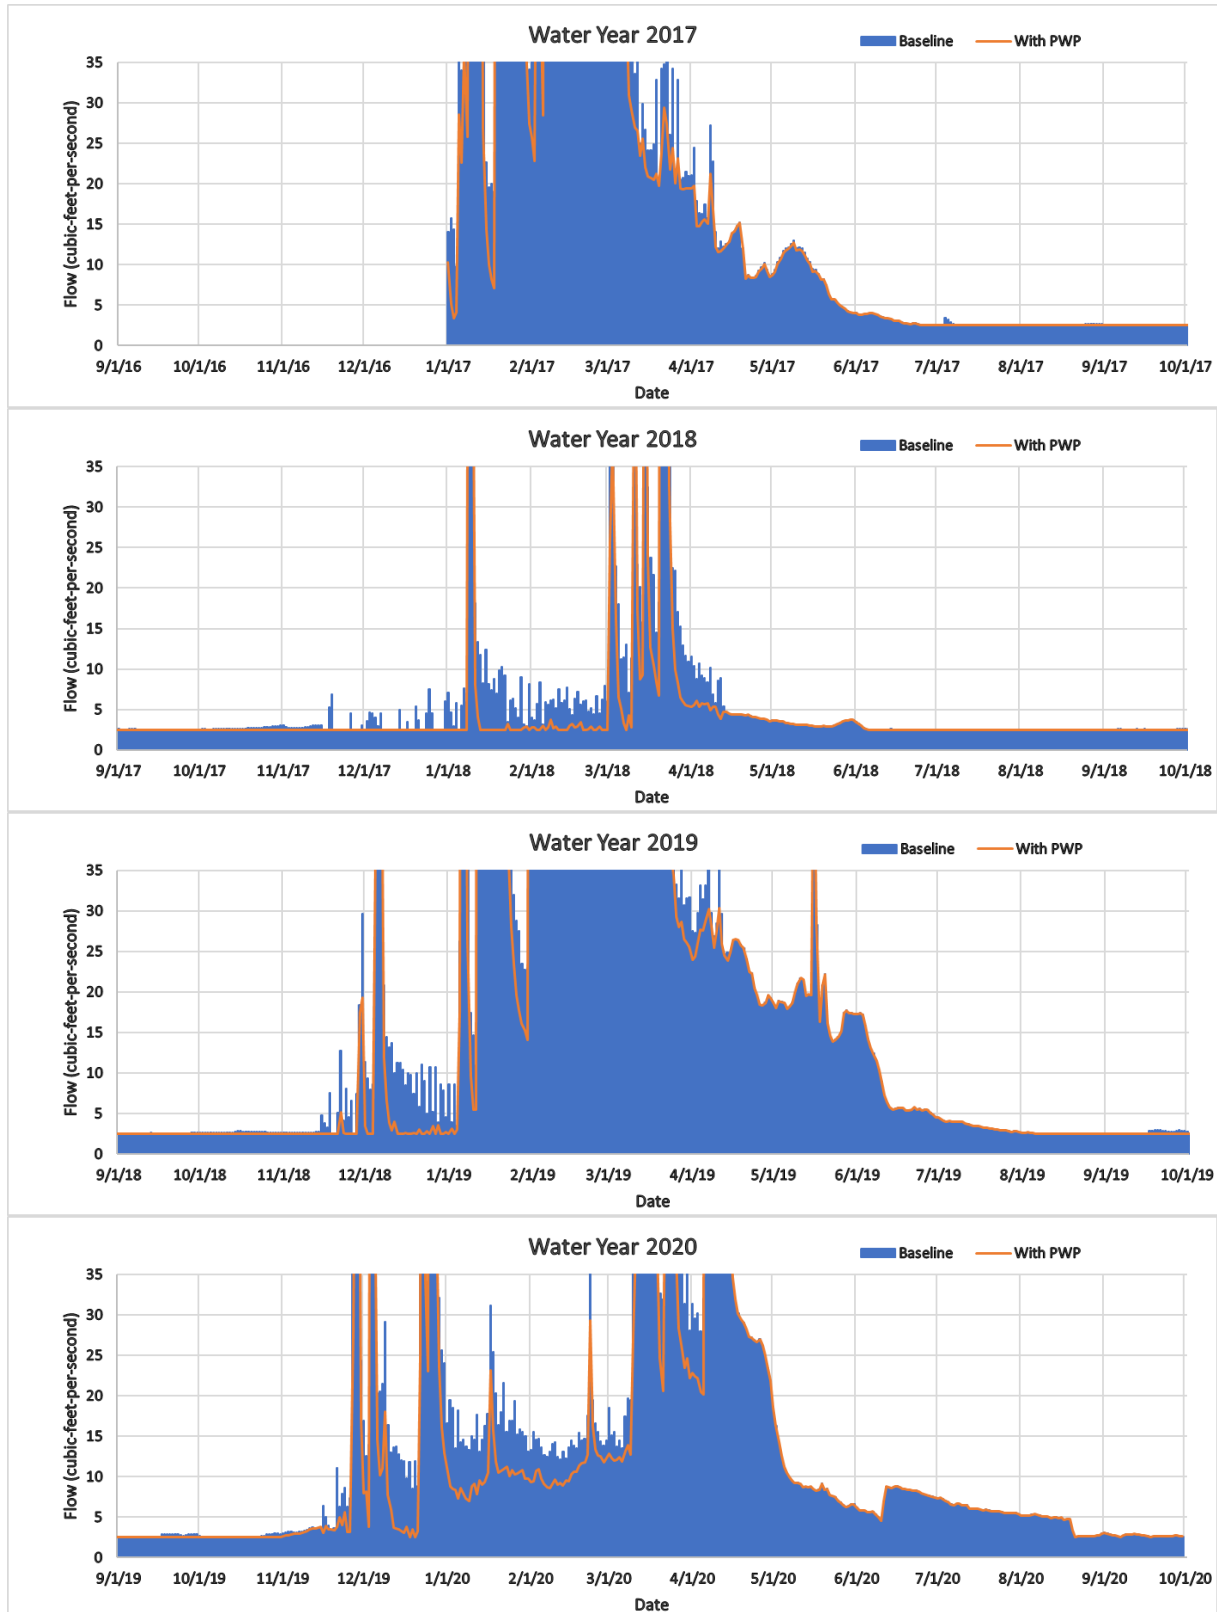 Water Year 2017
Baseline With PWP
35
30
25
20
15
10
5
0
Flow (cubic-feet-per-second)
9/1/16 10/1/16 11/1/16 12/1/16 1/1/17 2/1/17 3/1/17 4/1/17 5/1/17 6/1/17 7/1/17 8/1/17 9/1/17 10/1/17
Date
Water Year 2018
Baseline With PWP
35
30
25
20
15
10
5
0
Flow (cubic-feet-per-second)
9/1/17 10/1/17 11/1/17 12/1/17 1/1/18 2/1/18 3/1/18 4/1/18 5/1/18 6/1/18 7/1/18 8/1/18 9/1/18 10/1/18
Date
Water Year 2019
Baseline With PWP
35
30
25
20
15
10
5
0
Flow (cubic-feet-per-second)
9/1/18 10/1/18 11/1/18 12/1/18 1/1/19 2/1/19 3/1/19 4/1/19 5/1/19 6/1/19 7/1/19 8/1/19 9/1/19 10/1/19
Date
Water Year 2020
Baseline With PWP
35
30
25
20
15
10
5
0
Flow (cubic-feet-per-second)
9/1/19 10/1/19 11/1/19 12/1/19 1/1/20 2/1/20 3/1/20 4/1/20 5/1/20 6/1/20 7/1/20 8/1/20 9/1/20 10/1/20
Date